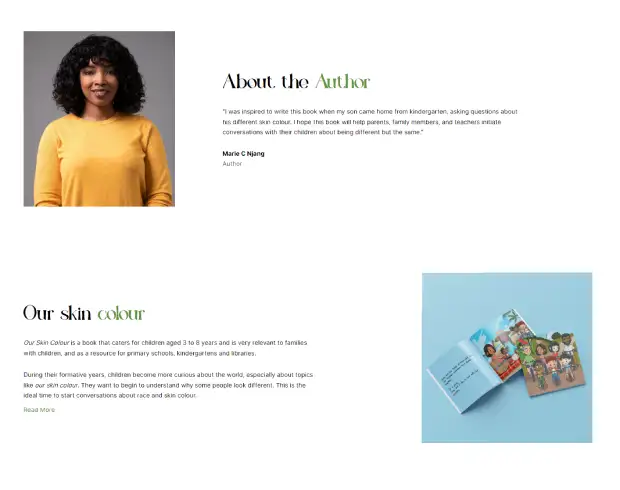 About the Author
"I was inspired to write this book when my son came home from kindergarten, asking questions about
his different skin colour. I hope this book will help parents, family members, and teachers initiate
conversations with their children about being different but the same."
Marie C Njang
Author
Our skin colour
Our Skin Colour is a book that caters for children aged 3 to 8 years and is very relevant to families
with children, and as a resource for primary schools, kindergartens and libraries.
During their formative years, children become more curious about the world, especially about topics
like our skin colour. They want to begin to understand why some people look different. This is the
ideal time to start conversations about race and skin colour.
Read More